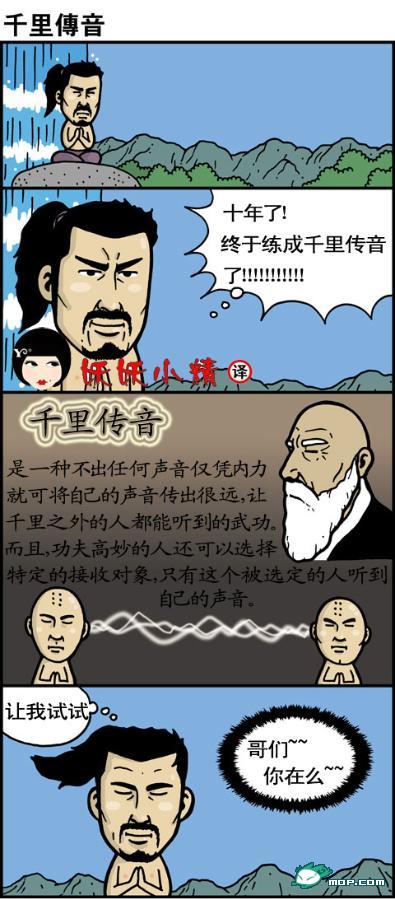 千里傳音
十年了!
终于练成千里传音
了!!!!!!!!!!!
妖妖小精 译
千里传音
是一种不出任何声音仅凭内力
就可将自己的声音传出很远,让
千里之外的人都能听到的武功。
而且,功夫高妙的人还可以选择
特定的接收对象,只有这个被选定的人听到
自己的声音。
让我试试
哥们~~
你在么~~
MOP.COM